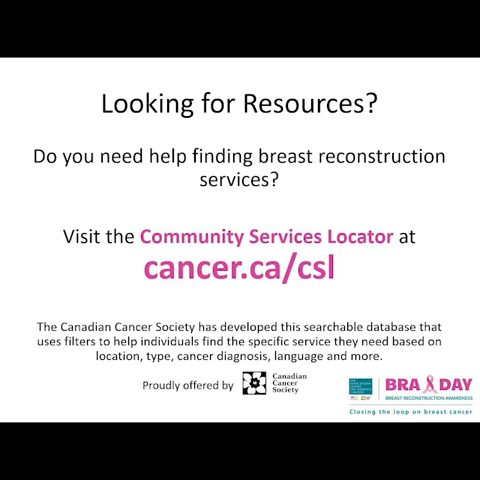 Looking for Resources?
Do you need help finding breast reconstruction
services?
Visit the Community Services Locator at
cancer.ca/csl
The Canadian Cancer Society has developed this searchable database that
uses filters to help individuals find the specific service they need based on
location, type, cancer diagnosis, language and more.
Proudly offered by
Canadian
Cancer
Society
BRA DAY
BREAST RECONSTRUCTION AWARENESS
Closing the loop on breast cancer